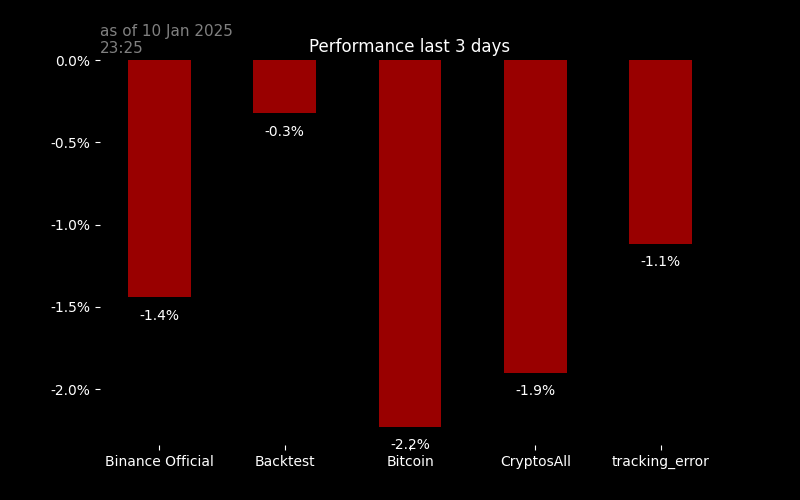 as of 10 Jan 2025
23:25
Performance last 3 days
0.0%
-0.5%
-1.0%
-1.5%
-2.0%
-1.4%
-0.3%
-2.2%
-1.9%
-1.1%
Binance Official
Backtest
Bitcoin
CryptosAll
tracking_error